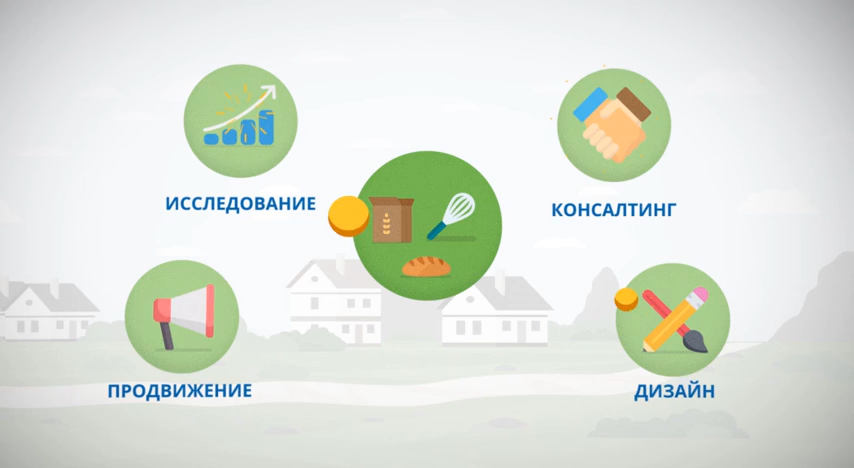 ИССЛЕДОВАНИЕ
КОНСАЛТИНГ
ПРОДВИЖЕНИЕ
ДИЗАЙН